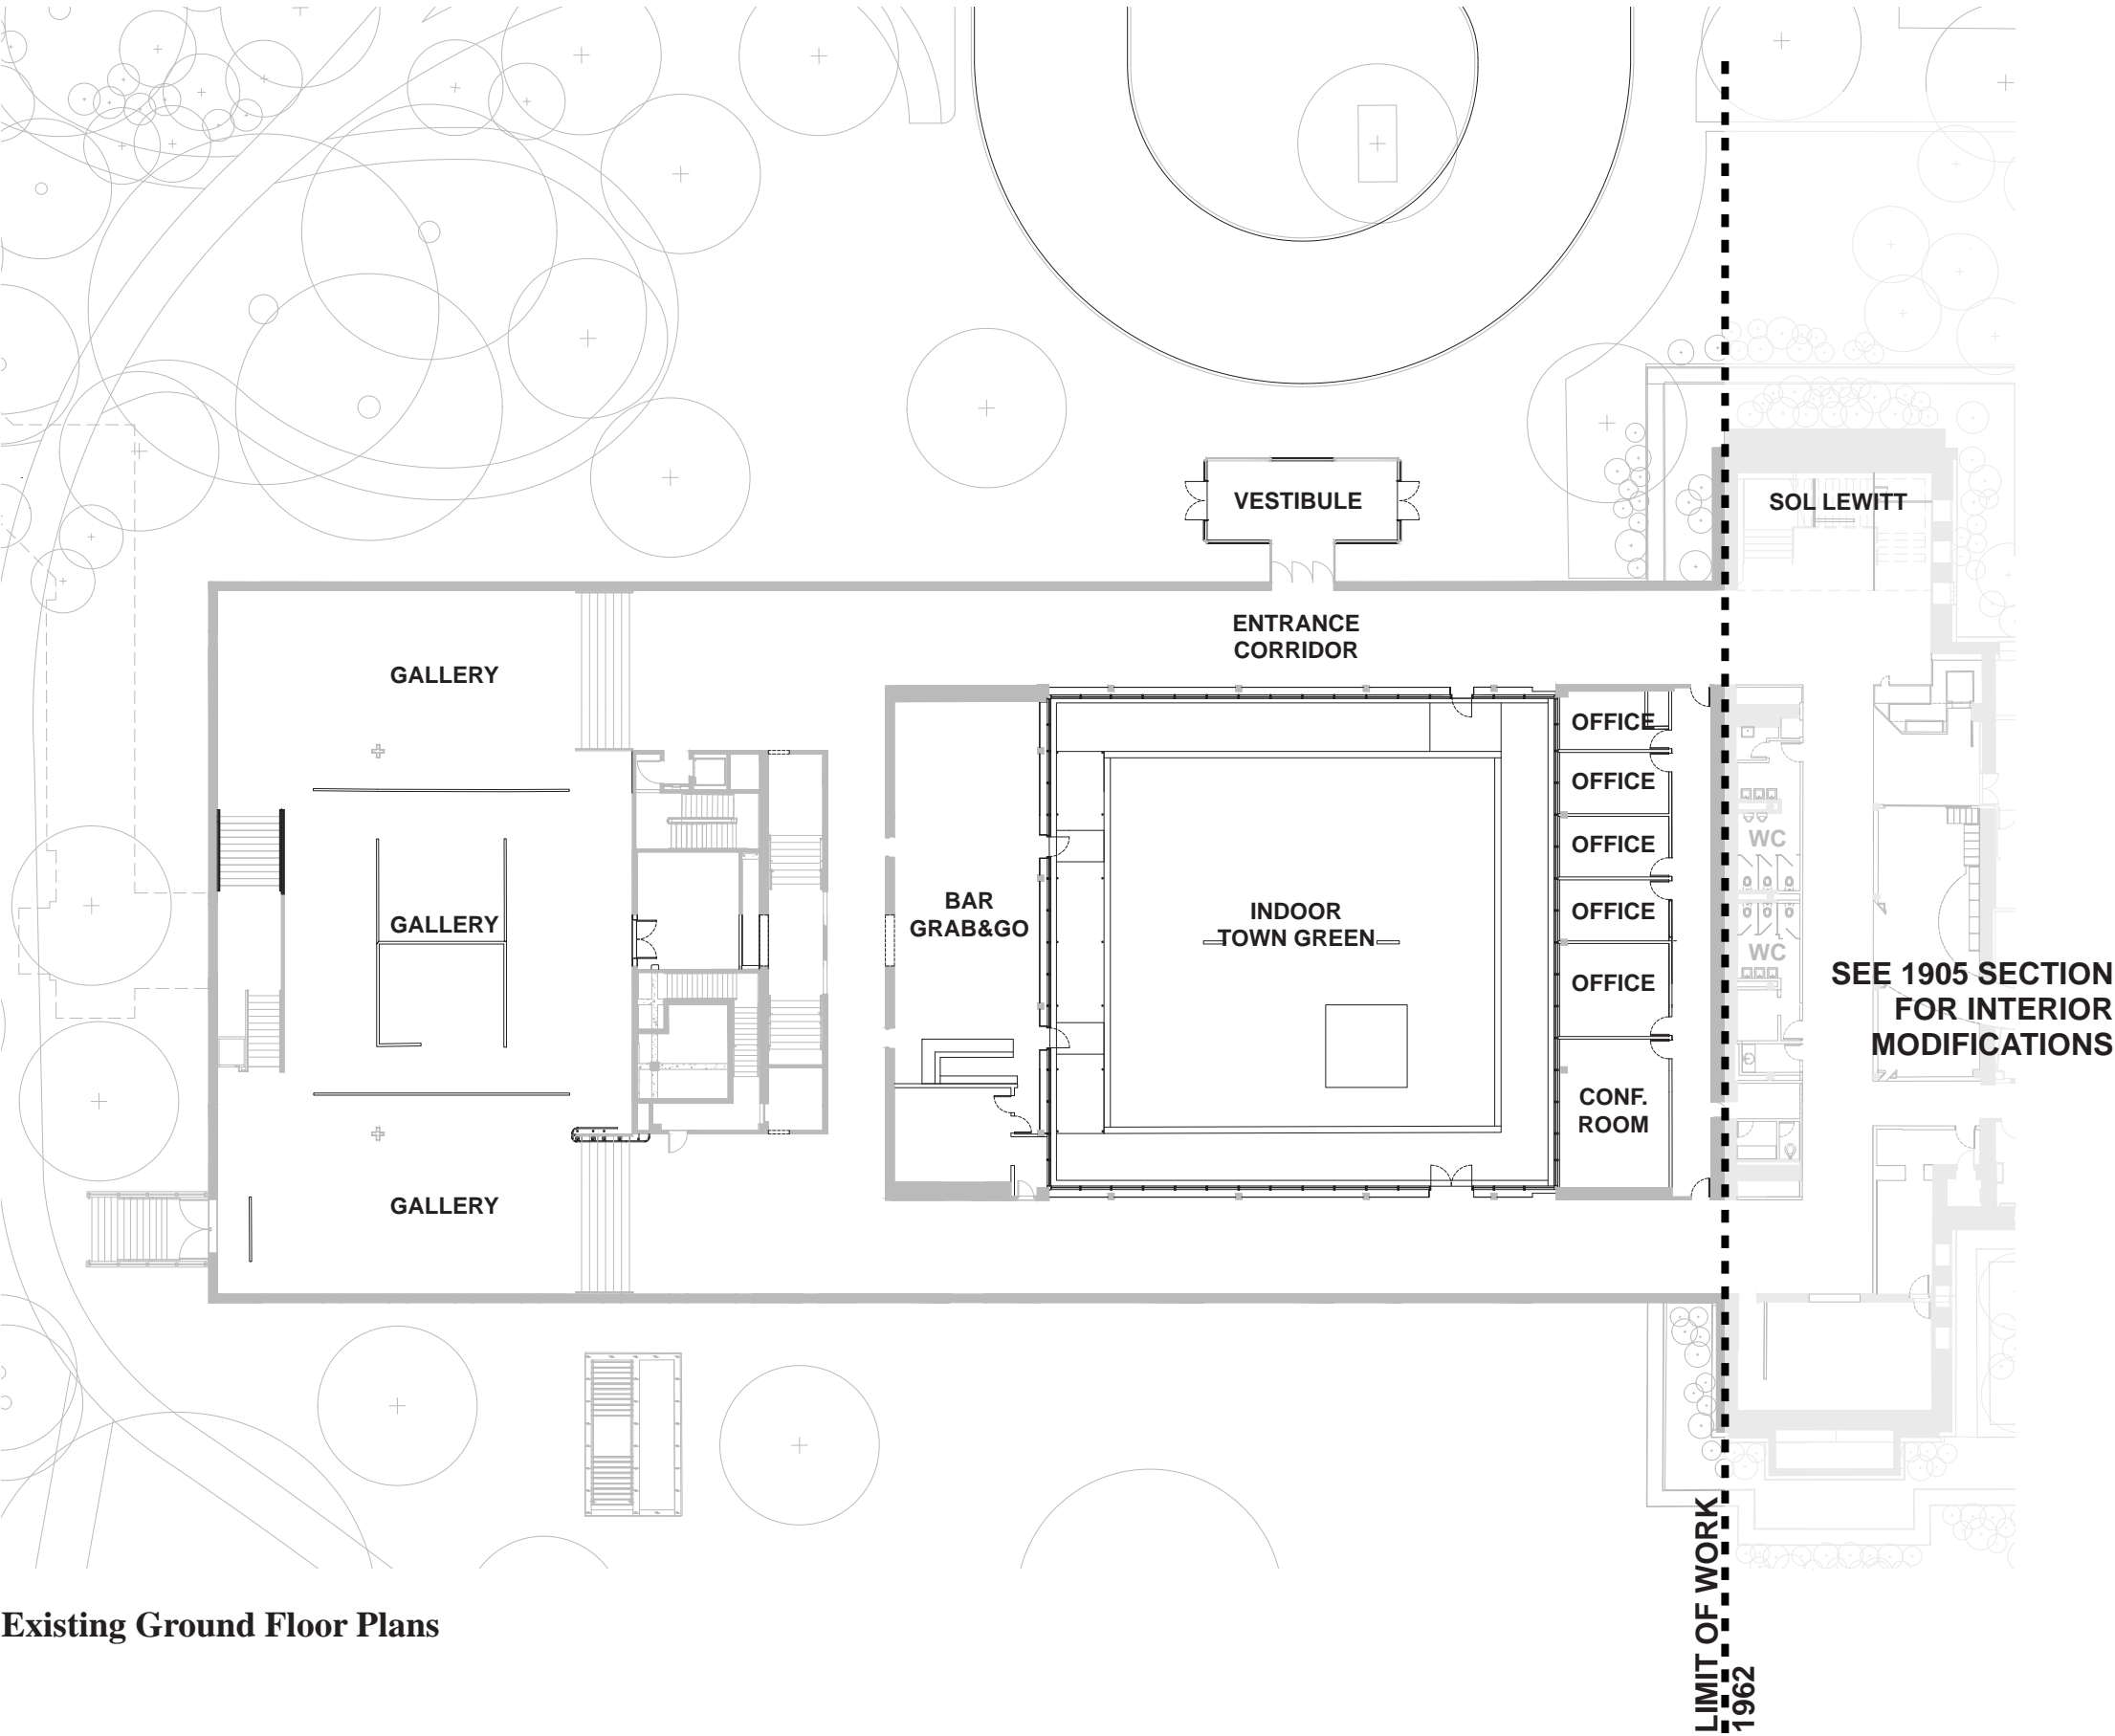 VESTIBULE
SOL LEWITT
ENTRANCE
CORRIDOR
GALLERY
OFFICE
OFFICE
OFFICE
WC
BAR
GRAB&GO
INDOOR
TOWN GREEN
OFFICE
GALLERY
WC
OFFICE
SEE 1905 SECTION
FOR INTERIOR
MODIFICATIONS
CONF.
ROOM
GALLERY
LIMIT OF WORK
1962
Existing Ground Floor Plans